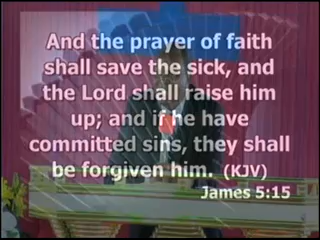 And the prayer of faith
shall save the sick, and
the Lord shall raise him
up; and if he have
committed sins, they shall
be forgiven him. (KJV)
James 5:15